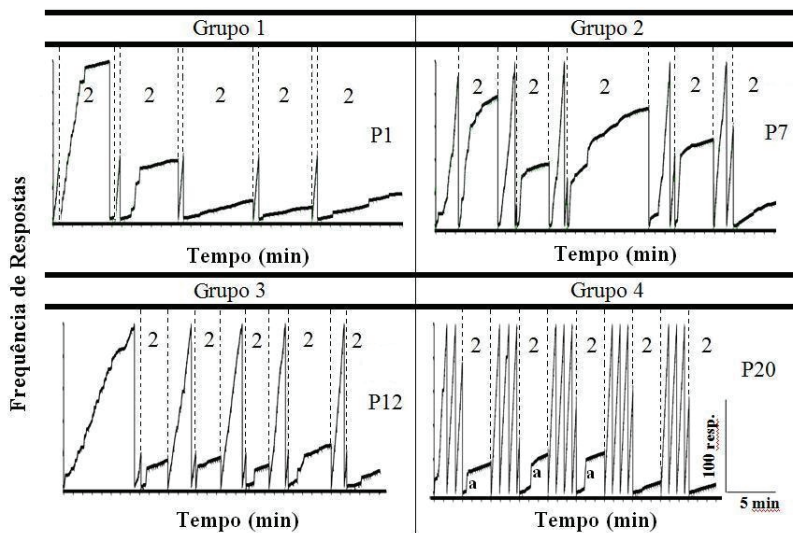 Grupo 1
Grupo 2
Frequência de Respostas
2 2 2 2 2
P1
2 2 2 2 2
P7
Tempo (min)
Tempo (min)
Grupo 3
Grupo 4
2 2 2 2 2
P12
2 2 2 2 2
P20
a a a
100 resp.
5 min
Tempo (min)
Tempo (min)